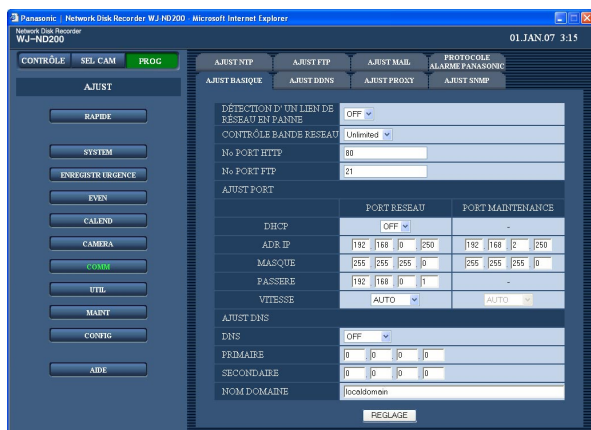 Panasonic | Network Disk Recorder WJ-ND200 - Microsoft Internet Explorer
Network Disk Recorder
WJ-ND200
01.JAN.07 3:15
CONTRÔLE SEL CAM PROG
AJUST
RAPIDE
SYSTEM
ENREGISTR URGENCE
EVEN
CALEND
CAMERA
COMM
UTIL
MAINT
CONFIG
AIDE
AJUST NTP AJUST FTP AJUST MAIL PROTOCOLE
ALARME PANASONIC
AJUST BASIQUE AJUST DDNS AJUST PROXY AJUST SNMP
DÉTECTION D' UN LIEN DE
RÉSEAU EN PANNE OFF
CONTRÔLE BANDE RESEAU Unlimited
No PORT HTTP 80
No PORT FTP 21
AJUST PORT
PORT RESEAU PORT MAINTENANCE
DHCP OFF -
ADR IP 192 . 168 . 0 . 250 192 . 168 . 2 . 250
MASQUE 255 . 255 . 255 . 0 255 . 255 . 255 . 0
PASSERE 192 . 168 . 0 . 1 -
VITESSE AUTO AUTO
AJUST DNS
DNS OFF
PRIMAIRE 0 . 0 . 0 . 0
SECONDAIRE 0 . 0 . 0 . 0
NOM DOMAINE localdomain
REGLAGE